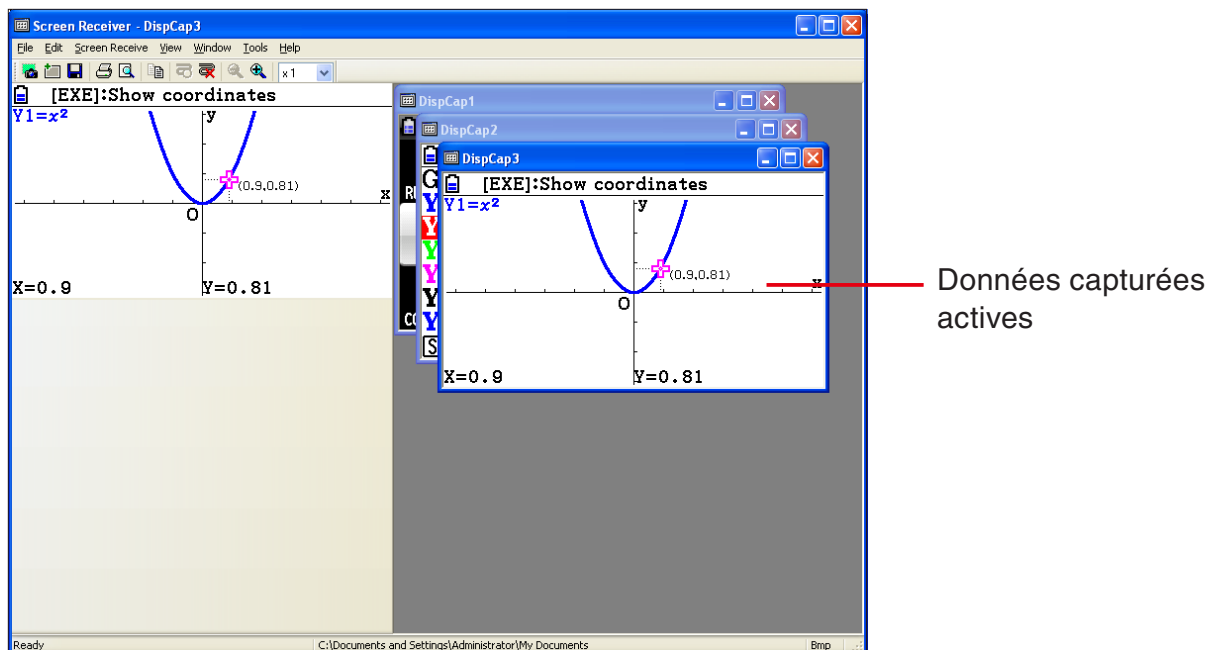 Screen Receiver - DispCap3
File Edit Screen Receive View Window Tools Help
x1
[EXE]:Show coordinates
Y1=x²
y
(0.9,0.81)
x
O
X=0.9 Y=0.81
DispCap1
DispCap2
DispCap3
G
Y
Y
Y
Y
Y
Y
S
[EXE]:Show coordinates
Y1=x²
y
(0.9,0.81)
x
O
X=0.9 Y=0.81
Données capturées
actives
Ready C:\Documents and Settings\Administrator\My Documents Bmp